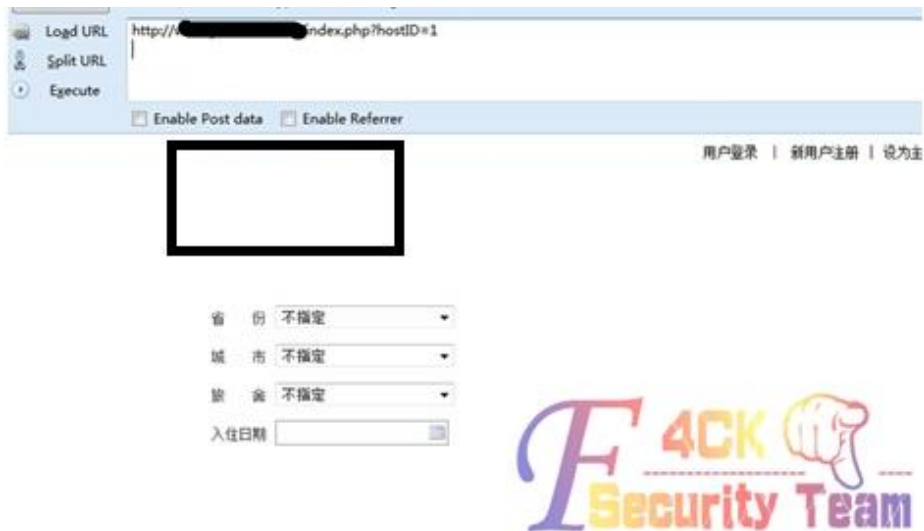 Load URL
http://
index.php?hostID=1
Split URL
Execute
Enable Post data
Enable Referrer
用户登录 | 新用户注册 | 设为主
省 份 不指定
城 市 不指定
旅 舍 不指定
入住日期
F4CK
Security Team